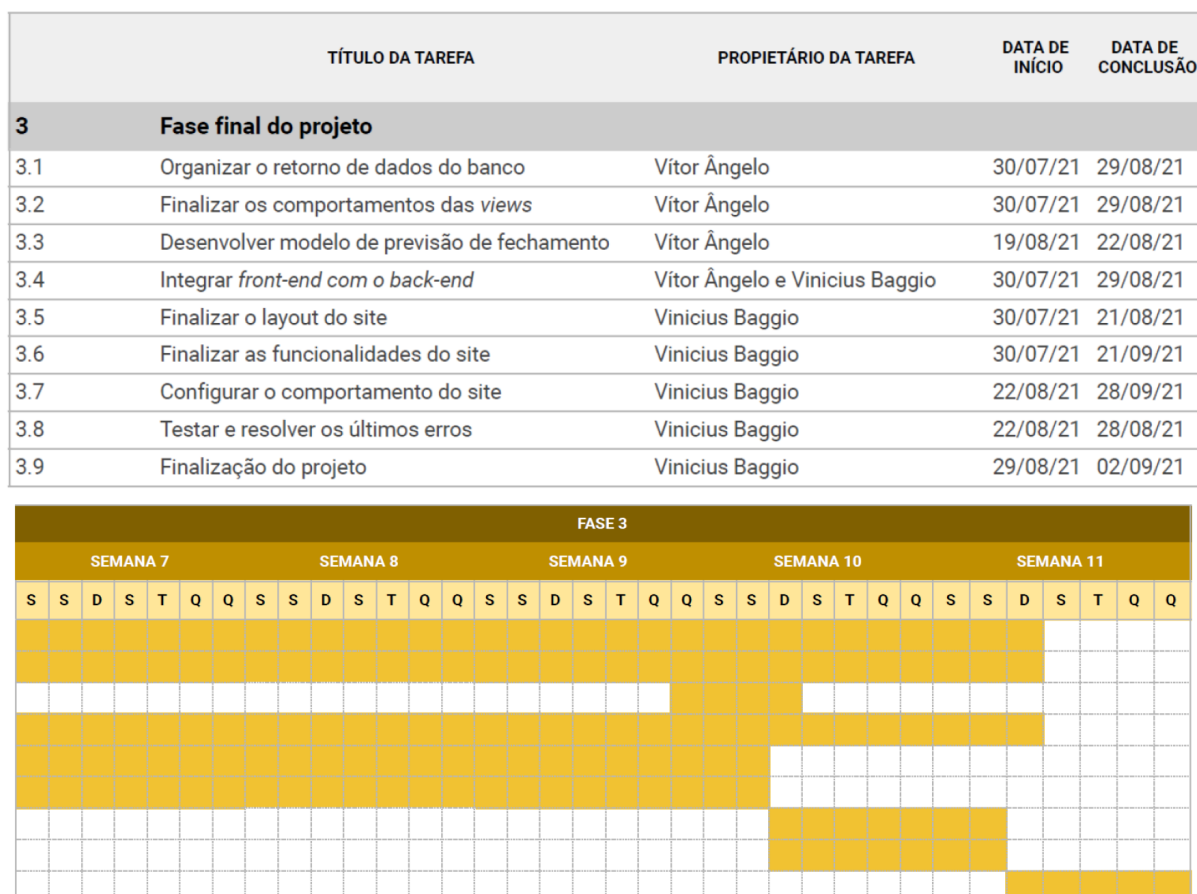 TÍTULO DA TAREFA PROPIETÁRIO DA TAREFA DATA DE INÍCIO DATA DE CONCLUSÃO
3 Fase final do projeto
3.1 Organizar o retorno de dados do banco Vítor Ângelo 30/07/21 29/08/21
3.2 Finalizar os comportamentos das views Vítor Ângelo 30/07/21 29/08/21
3.3 Desenvolver modelo de previsão de fechamento Vítor Ângelo 19/08/21 22/08/21
3.4 Integrar front-end com o back-end Vítor Ângelo e Vinicius Baggio 30/07/21 29/08/21
3.5 Finalizar o layout do site Vinicius Baggio 30/07/21 21/08/21
3.6 Finalizar as funcionalidades do site Vinicius Baggio 30/07/21 21/09/21
3.7 Configurar o comportamento do site Vinicius Baggio 22/08/21 28/09/21
3.8 Testar e resolver os últimos erros Vinicius Baggio 22/08/21 28/08/21
3.9 Finalização do projeto Vinicius Baggio 29/08/21 02/09/21
FASE 3
SEMANA 7 SEMANA 8 SEMANA 9 SEMANA 10 SEMANA 11
S S D S T Q Q S S D S T Q Q S S D S T Q Q S S D S T Q Q S S D S T Q Q